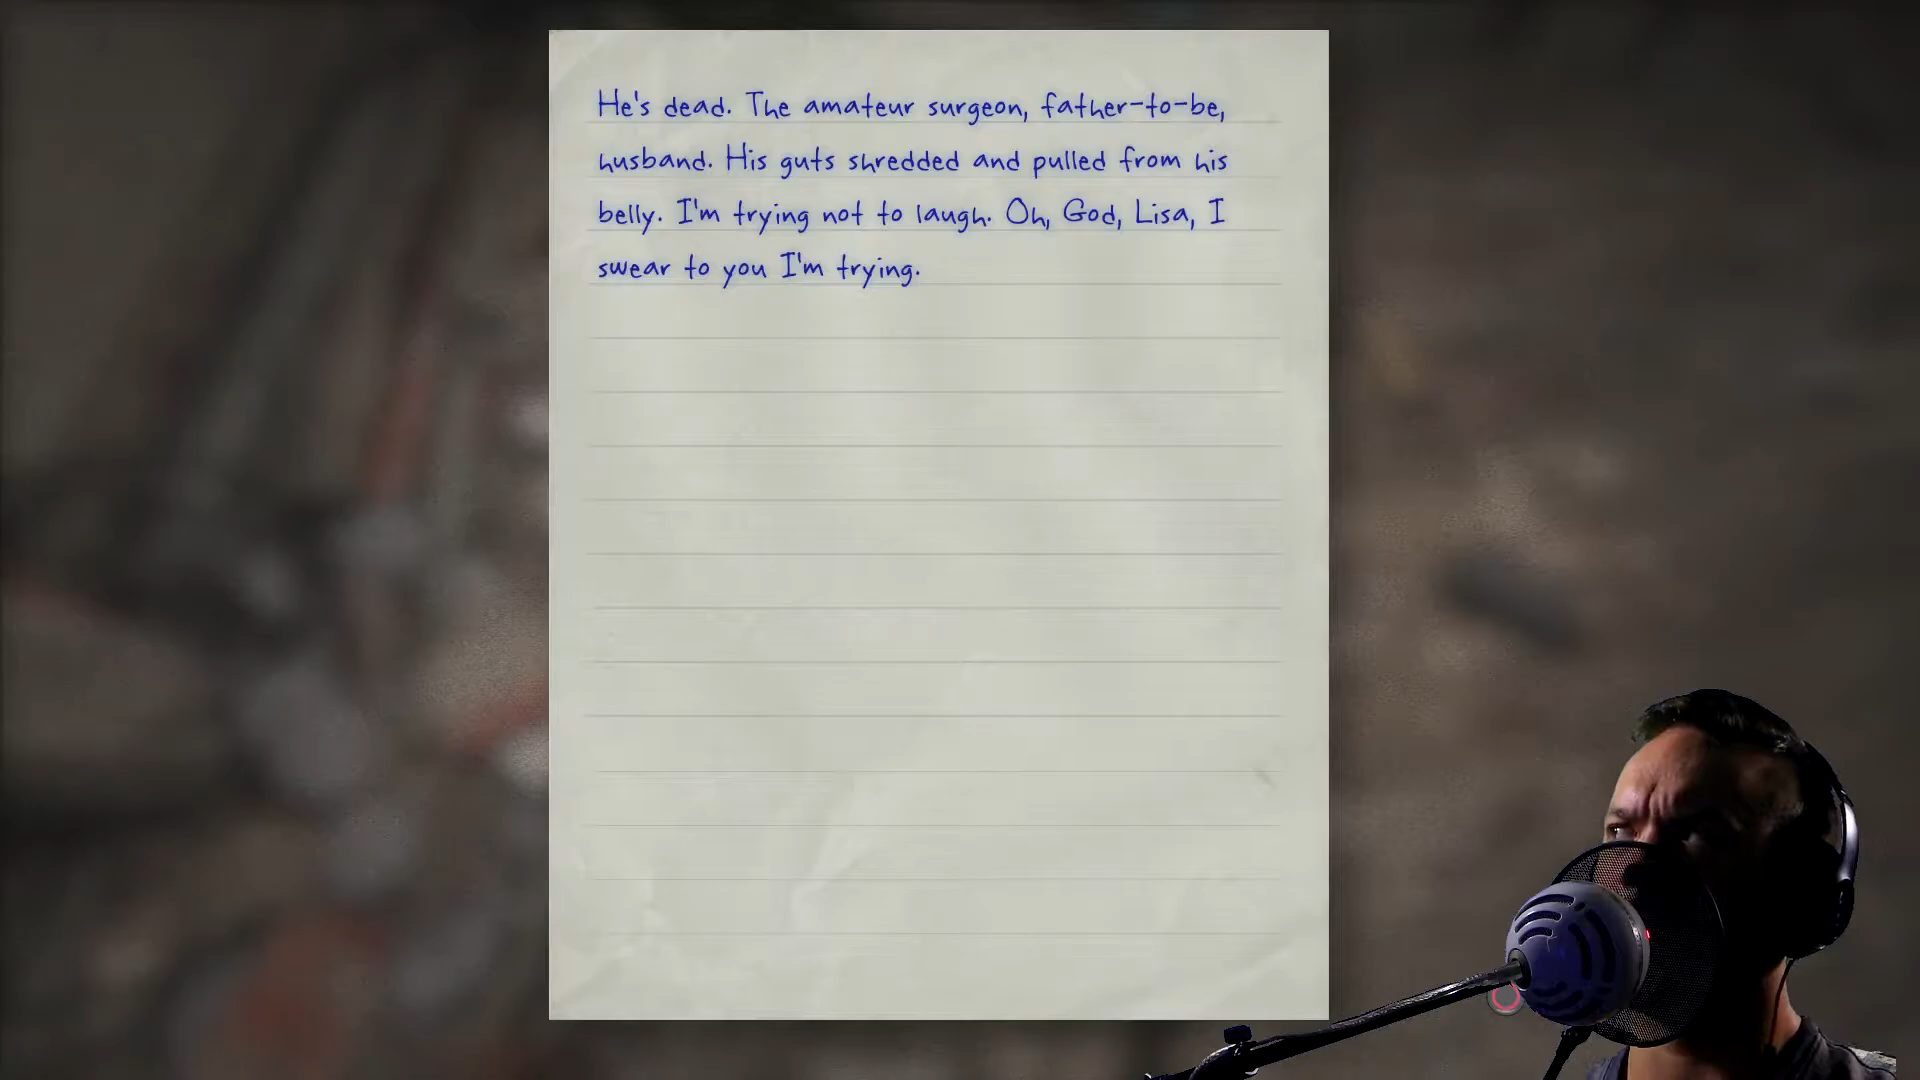 He's dead. The amateur surgeon, father-to-be,
husband. His guts shredded and pulled from his
belly. I'm trying not to laugh. Oh, God, Lisa, I
swear to you I'm trying.